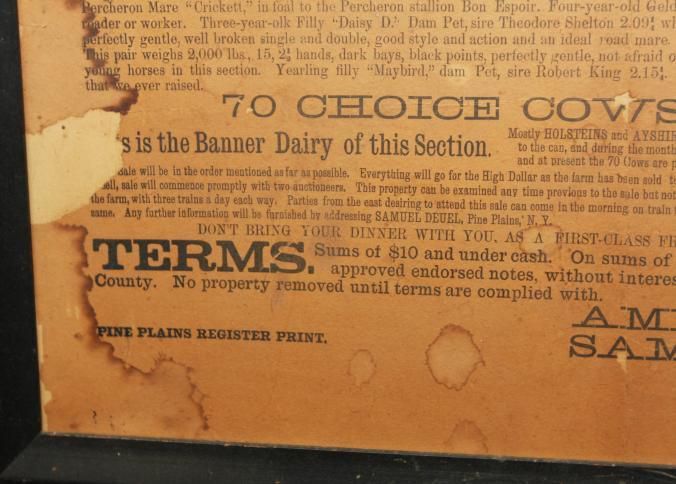 Percheron Mare "Crickett," in foal to the Percheron stallion Bon Espoir. Four-year-old Geld
roader or worker. Three-year-olk Filly "Daisy D." Dam Pet, sire Theodore Shelton 2.09¼ wh
perfectly gentle, well broken single and double, good style and action and an ideal road mare.
This pair weighs 2,000 lbs., 15, 2½ hands, dark bays, black points, perfectly gentle, not afraid o
young horses in this section. Yearling filly "Maybird," dam Pet, sire Robert King 2.15¼.
that we ever raised.
70 CHOICE COWS
s is the Banner Dairy of this Section.
Mostly HOLSTEINS and AYSHIR
to the can, and during the month
and at present the 70 Cows are p
Sale will be in the order mentioned as far as possible. Everything will go for the High Dollar as the farm has been sold t
sell, sale will commence promptly with two auctioneers. This property can be examined any time previous to the sale but not
the farm, with three trains a day each way. Parties from the east desiring to attend this sale can come in the morning on train
same. Any further information will be furnished by addressing SAMUEL DEUEL, Pine Plains, N. Y.
DON'T BRING YOUR DINNER WITH YOU, AS A FIRST-CLASS FR
TERMS. Sums of $10 and under cash. On sums of
approved endorsed notes, without interes
County. No property removed until terms are complied with.
AM
SAM
PINE PLAINS REGISTER PRINT.